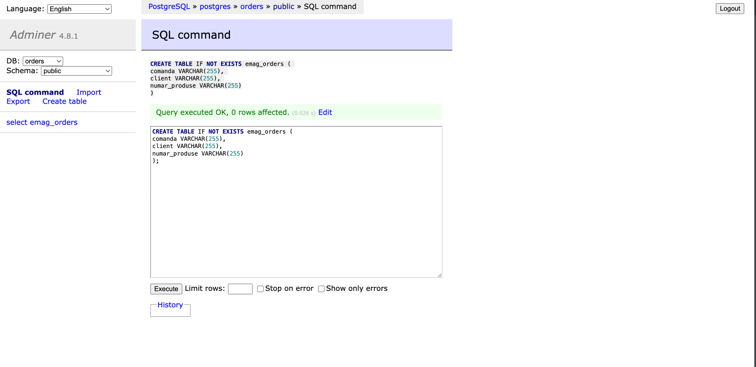 Language: English
PostgreSQL » postgres » orders » public » SQL command
Logout
Adminer 4.8.1
SQL command
DB: orders
Schema: public
SQL command Import
Export Create table
select emag_orders
CREATE TABLE IF NOT EXISTS emag_orders (
comanda VARCHAR(255),
client VARCHAR(255),
numar_produse VARCHAR(255)
)
Query executed OK, 0 rows affected. (0.026 s) Edit
CREATE TABLE IF NOT EXISTS emag_orders (
comanda VARCHAR(255),
client VARCHAR(255),
numar_produse VARCHAR(255)
);
Execute Limit rows: Stop on error Show only errors
History